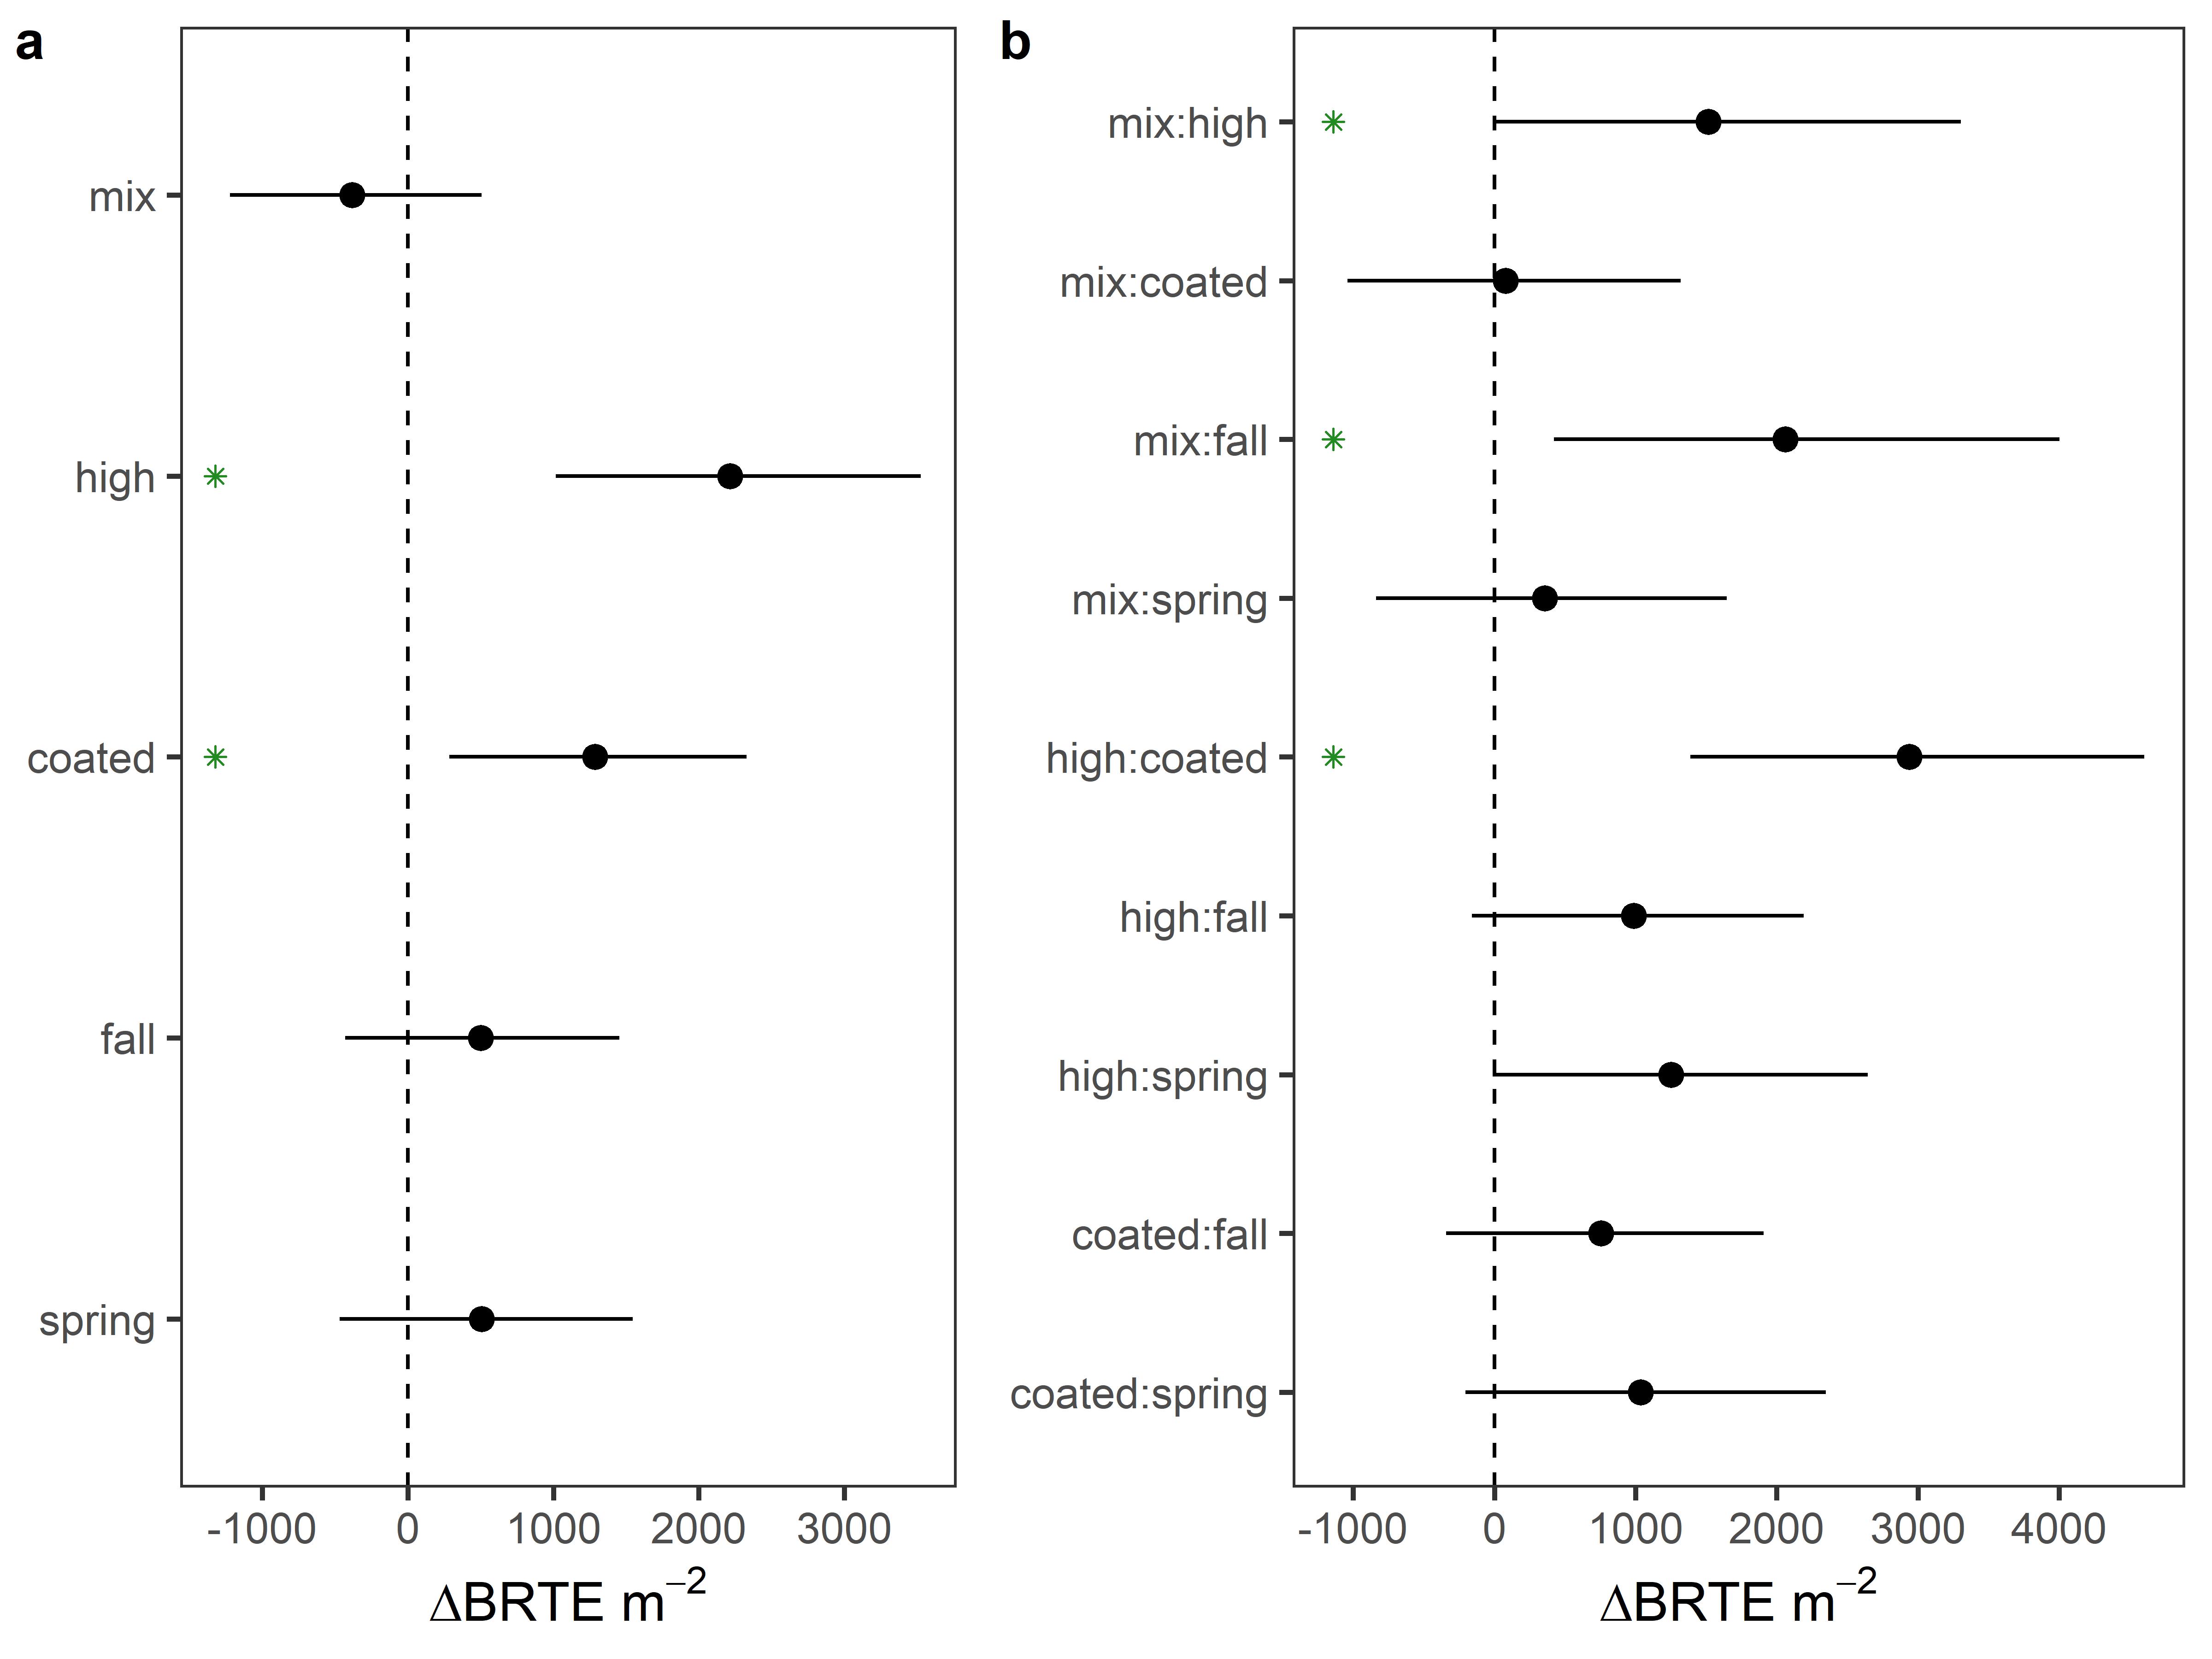 a
mix
high
coated
fall
spring
-1000 0 1000 2000 3000
ΔBRTE m⁻²
b
mix:high
mix:coated
mix:fall
mix:spring
high:coated
high:fall
high:spring
coated:fall
coated:spring
-1000 0 1000 2000 3000 4000
ΔBRTE m⁻²